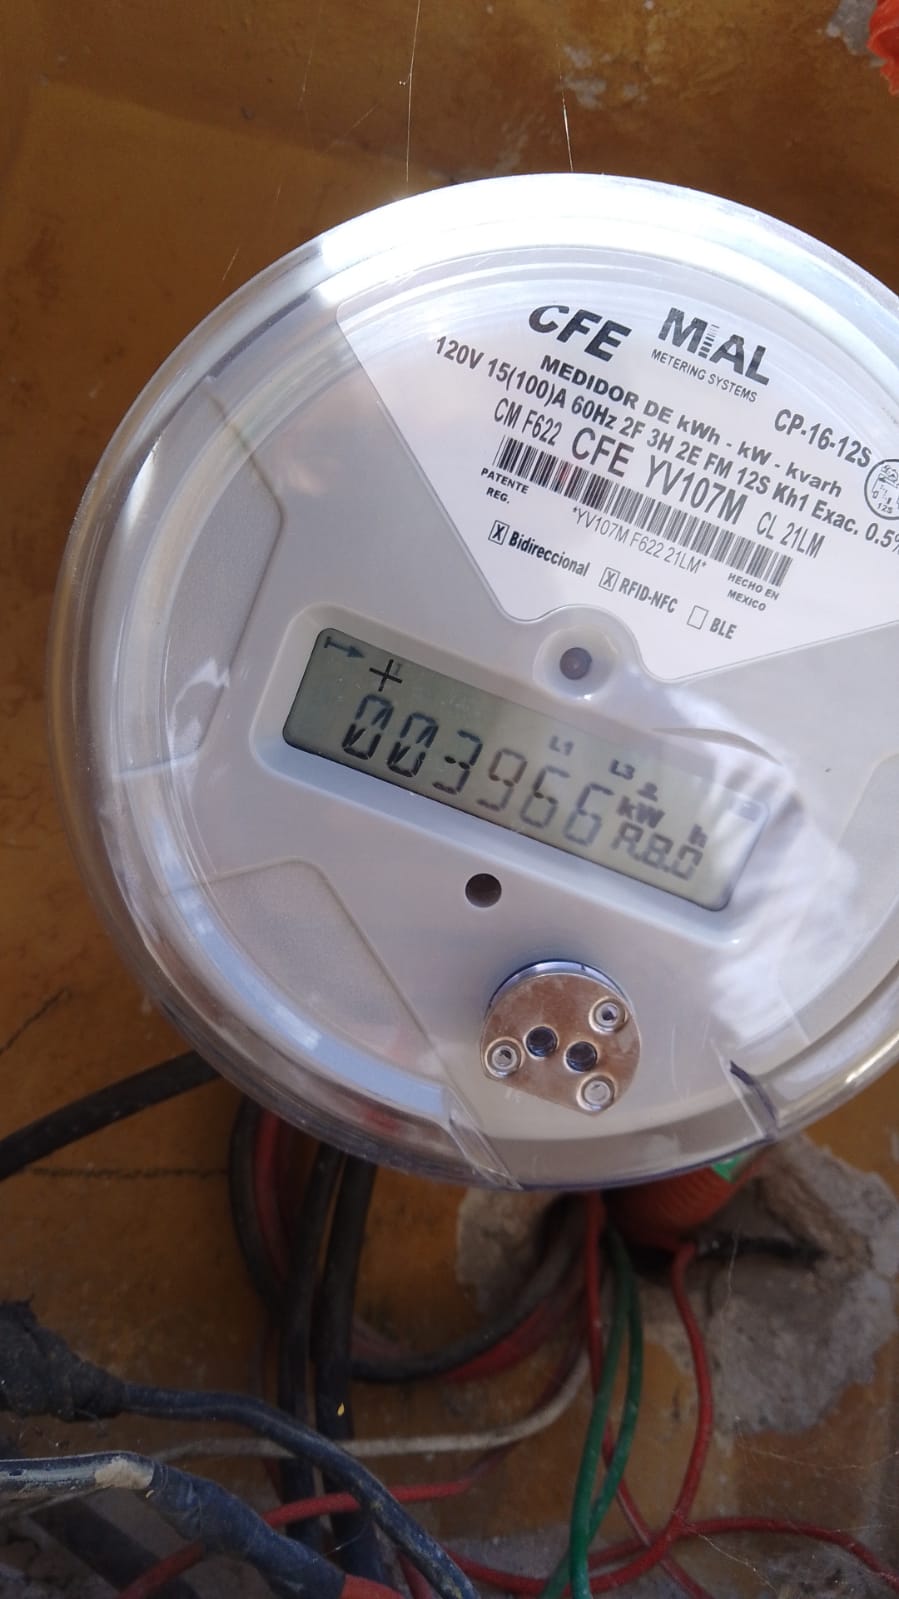 CFE MIAL
METERING SYSTEMS
MEDIDOR DE kWh - kW - kvarh CP-16-12S
120V 15(100)A 60Hz 2F 3H 2E FM 12S Kh1 Exac. 0.5%
CM F622 CFE YV107M CL 21LM
PATENTE
REG.
*YV107M F622 21LM*
HECHO EN
MEXICO
X Bidireccional X RFID-NFC BLE
+
L1 L3
003966 kW h
R.B.0